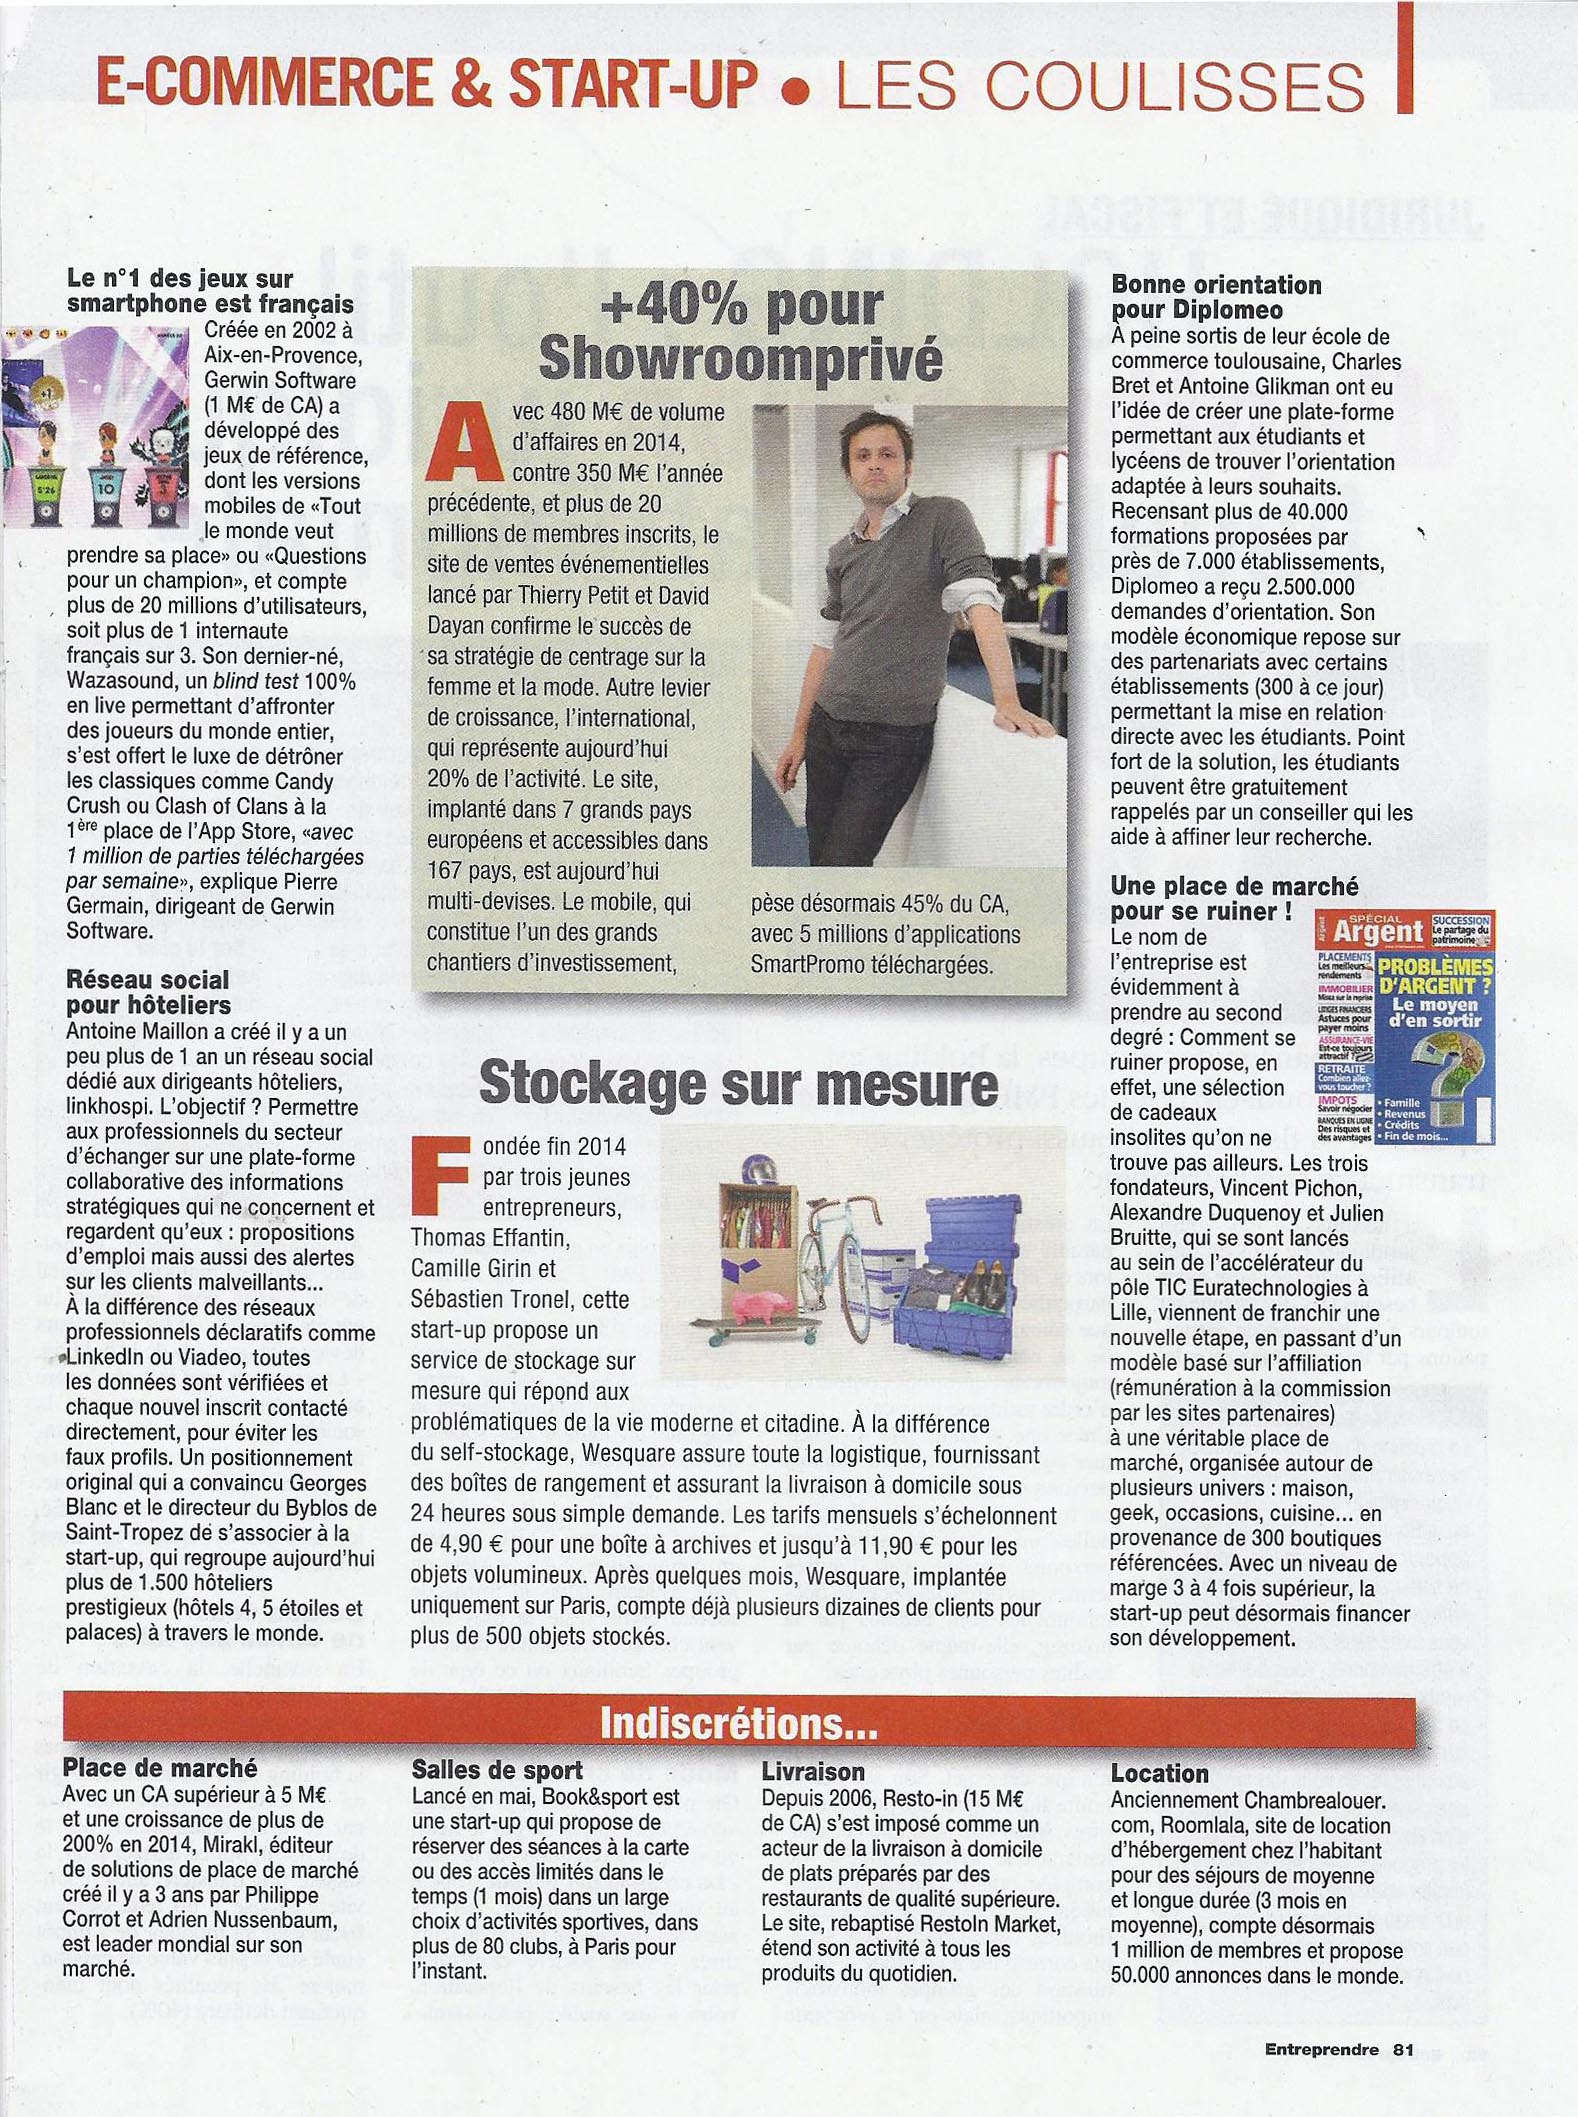 E-COMMERCE & START-UP • LES COULISSES
Le n°1 des jeux sur
smartphone est français
Créée en 2002 à
Aix-en-Provence,
Gerwin Software
(1 M€ de CA) a
développé des
jeux de référence,
dont les versions
mobiles de «Tout
le monde veut
prendre sa place» ou «Questions
pour un champion», et compte
plus de 20 millions d'utilisateurs,
soit plus de 1 internaute
français sur 3. Son dernier-né,
Wazasound, un blind test 100%
en live permettant d'affronter
des joueurs du monde entier,
s'est offert le luxe de détrôner
les classiques comme Candy
Crush ou Clash of Clans à la
1ère place de l'App Store, «avec
1 million de parties téléchargées
par semaine», explique Pierre
Germain, dirigeant de Gerwin
Software.
Réseau social
pour hôteliers
Antoine Maillon a créé il y a un
peu plus de 1 an un réseau social
dédié aux dirigeants hôteliers,
linkhospi. L'objectif ? Permettre
aux professionnels du secteur
d'échanger sur une plate-forme
collaborative des informations
stratégiques qui ne concernent et
regardent qu'eux : propositions
d'emploi mais aussi des alertes
sur les clients malveillants...
À la différence des réseaux
professionnels déclaratifs comme
LinkedIn ou Viadeo, toutes
les données sont vérifiées et
chaque nouvel inscrit contacté
directement, pour éviter les
faux profils. Un positionnement
original qui a convaincu Georges
Blanc et le directeur du Byblos de
Saint-Tropez de s'associer à la
start-up, qui regroupe aujourd'hui
plus de 1.500 hôteliers
prestigieux (hôtels 4, 5 étoiles et
palaces) à travers le monde.
+40% pour
Showroomprivé
Avec 480 M€ de volume
d'affaires en 2014,
contre 350 M€ l'année
précédente, et plus de 20
millions de membres inscrits, le
site de ventes événementielles
lancé par Thierry Petit et David
Dayan confirme le succès de
sa stratégie de centrage sur la
femme et la mode. Autre levier
de croissance, l'international,
qui représente aujourd'hui
20% de l'activité. Le site,
implanté dans 7 grands pays
européens et accessibles dans
167 pays, est aujourd'hui
multi-devises. Le mobile, qui
constitue l'un des grands
chantiers d'investissement,
pèse désormais 45% du CA,
avec 5 millions d'applications
SmartPromo téléchargées.
Stockage sur mesure
Fondée fin 2014
par trois jeunes
entrepreneurs,
Thomas Effantin,
Camille Girin et
Sébastien Tronel, cette
start-up propose un
service de stockage sur
mesure qui répond aux
problématiques de la vie moderne et citadine. À la différence
du self-stockage, Wesquare assure toute la logistique, fournissant
des boîtes de rangement et assurant la livraison à domicile sous
24 heures sous simple demande. Les tarifs mensuels s'échelonnent
de 4,90 € pour une boîte à archives et jusqu'à 11,90 € pour les
objets volumineux. Après quelques mois, Wesquare, implantée
uniquement sur Paris, compte déjà plusieurs dizaines de clients pour
plus de 500 objets stockés.
Bonne orientation
pour Diplomeo
À peine sortis de leur école de
commerce toulousaine, Charles
Bret et Antoine Glikman ont eu
l'idée de créer une plate-forme
permettant aux étudiants et
lycéens de trouver l'orientation
adaptée à leurs souhaits.
Recensant plus de 40.000
formations proposées par
près de 7.000 établissements,
Diplomeo a reçu 2.500.000
demandes d'orientation. Son
modèle économique repose sur
des partenariats avec certains
établissements (300 à ce jour)
permettant la mise en relation
directe avec les étudiants. Point
fort de la solution, les étudiants
peuvent être gratuitement
rappelés par un conseiller qui les
aide à affiner leur recherche.
Une place de marché
pour se ruiner !
Le nom de
l'entreprise est
évidemment à
prendre au second
degré : Comment se
ruiner propose, en
effet, une sélection
de cadeaux
insolites qu'on ne
trouve pas ailleurs. Les trois
fondateurs, Vincent Pichon,
Alexandre Duquenoy et Julien
Bruitte, qui se sont lancés
au sein de l'accélérateur du
pôle TIC Euratechnologies à
Lille, viennent de franchir une
nouvelle étape, en passant d'un
modèle basé sur l'affiliation
(rémunération à la commission
par les sites partenaires)
à une véritable place de
marché, organisée autour de
plusieurs univers : maison,
geek, occasions, cuisine... en
provenance de 300 boutiques
référencées. Avec un niveau de
marge 3 à 4 fois supérieur, la
start-up peut désormais financer
son développement.
SPÉCIAL
Argent
SUCCESSION
Le partage du
patrimoine
PLACEMENTS
Les meilleurs
rendements
IMMOBILIER
Misez sur la reprise
LITIGES FINANCIERS
Astuces pour
payer moins
ASSURANCE-VIE
Est-ce toujours
attractif ?
RETRAITE
Combien allez-
vous toucher ?
IMPOTS
Savoir négocier
BANQUES EN LIGNE
Des risques et
des avantages
PROBLÈMES
D'ARGENT ?
Le moyen
d'en sortir
• Famille
• Revenus
• Crédits
• Fin de mois...
Indiscrétions...
Place de marché
Avec un CA supérieur à 5 M€
et une croissance de plus de
200% en 2014, Mirakl, éditeur
de solutions de place de marché
créé il y a 3 ans par Philippe
Corrot et Adrien Nussenbaum,
est leader mondial sur son
marché.
Salles de sport
Lancé en mai, Book&sport est
une start-up qui propose de
réserver des séances à la carte
ou des accès limités dans le
temps (1 mois) dans un large
choix d'activités sportives, dans
plus de 80 clubs, à Paris pour
l'instant.
Livraison
Depuis 2006, Resto-in (15 M€
de CA) s'est imposé comme un
acteur de la livraison à domicile
de plats préparés par des
restaurants de qualité supérieure.
Le site, rebaptisé RestoIn Market,
étend son activité à tous les
produits du quotidien.
Location
Anciennement Chambrealouer.
com, Roomlala, site de location
d'hébergement chez l'habitant
pour des séjours de moyenne
et longue durée (3 mois en
moyenne), compte désormais
1 million de membres et propose
50.000 annonces dans le monde.
Entreprendre 81